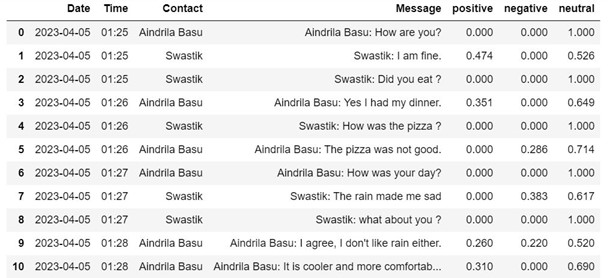 Date Time Contact Message positive negative neutral
0 2023-04-05 01:25 Aindrila Basu Aindrila Basu: How are you? 0.000 0.000 1.000
1 2023-04-05 01:25 Swastik Swastik: I am fine. 0.474 0.000 0.526
2 2023-04-05 01:25 Swastik Swastik: Did you eat ? 0.000 0.000 1.000
3 2023-04-05 01:26 Aindrila Basu Aindrila Basu: Yes I had my dinner. 0.351 0.000 0.649
4 2023-04-05 01:26 Swastik Swastik: How was the pizza ? 0.000 0.000 1.000
5 2023-04-05 01:26 Aindrila Basu Aindrila Basu: The pizza was not good. 0.000 0.286 0.714
6 2023-04-05 01:27 Aindrila Basu Aindrila Basu: How was your day? 0.000 0.000 1.000
7 2023-04-05 01:27 Swastik Swastik: The rain made me sad 0.000 0.383 0.617
8 2023-04-05 01:27 Swastik Swastik: what about you ? 0.000 0.000 1.000
9 2023-04-05 01:28 Aindrila Basu Aindrila Basu: I agree, I don't like rain either. 0.260 0.220 0.520
10 2023-04-05 01:28 Aindrila Basu Aindrila Basu: It is cooler and more comfortab... 0.310 0.000 0.690